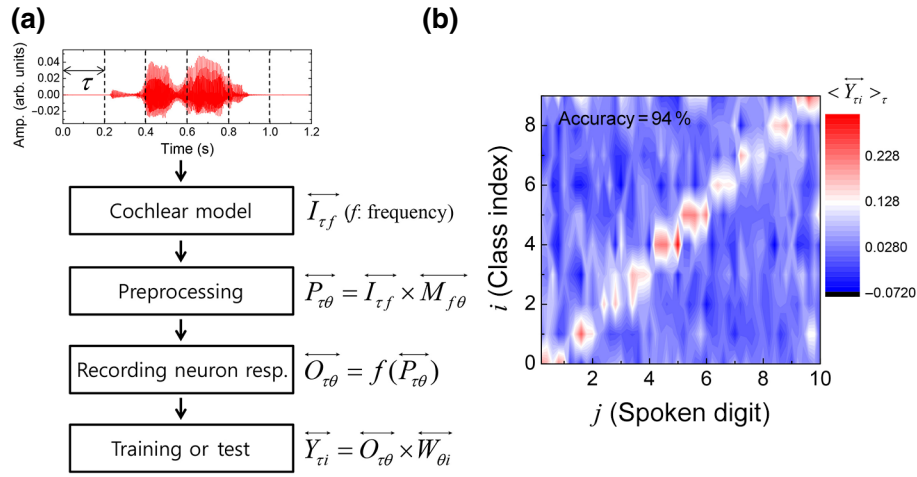 (a)
Amp. (arb. units)
0.04
0.02
0.00
−0.02
τ
0.0 0.2 0.4 0.6 0.8 1.0 1.2
Time (s)
Cochlear model
I_τf (f: frequency)
Preprocessing
P_τθ = I_τf × M_fθ
Recording neuron resp.
O_τθ = f(P_τθ)
Training or test
Y_τi = O_τθ × W_θi
(b)
< Y_τi >_τ
Accuracy = 94 %
i (Class index)
8
6
4
2
0
2 4 6 8 10
j (Spoken digit)
0.228
0.128
0.0280
−0.0720